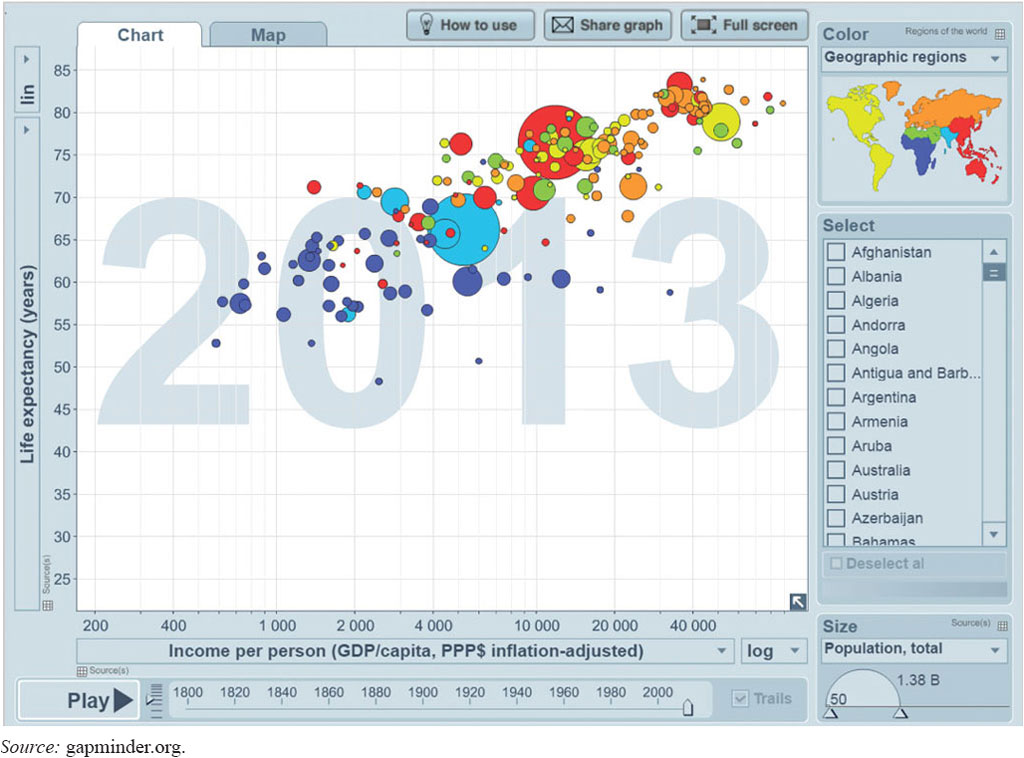 Chart
Map
How to use
Share graph
Full screen
lin
Life expectancy (years)
Source(s)
85
80
75
70
65
60
55
50
45
40
35
30
25
2013
200
400
1 000
2 000
4 000
10 000
20 000
40 000
Income per person (GDP/capita, PPP$ inflation-adjusted)
log
Source(s)
Play
1800 1820 1840 1860 1880 1900 1920 1940 1960 1980 2000
Trails
Color
Regions of the world
Geographic regions
Select
Afghanistan
Albania
Algeria
Andorra
Angola
Antigua and Barb...
Argentina
Armenia
Aruba
Australia
Austria
Azerbaijan
Bahamas
Deselect al
Size
Source(s)
Population, total
1.38 B
50
Source: gapminder.org.